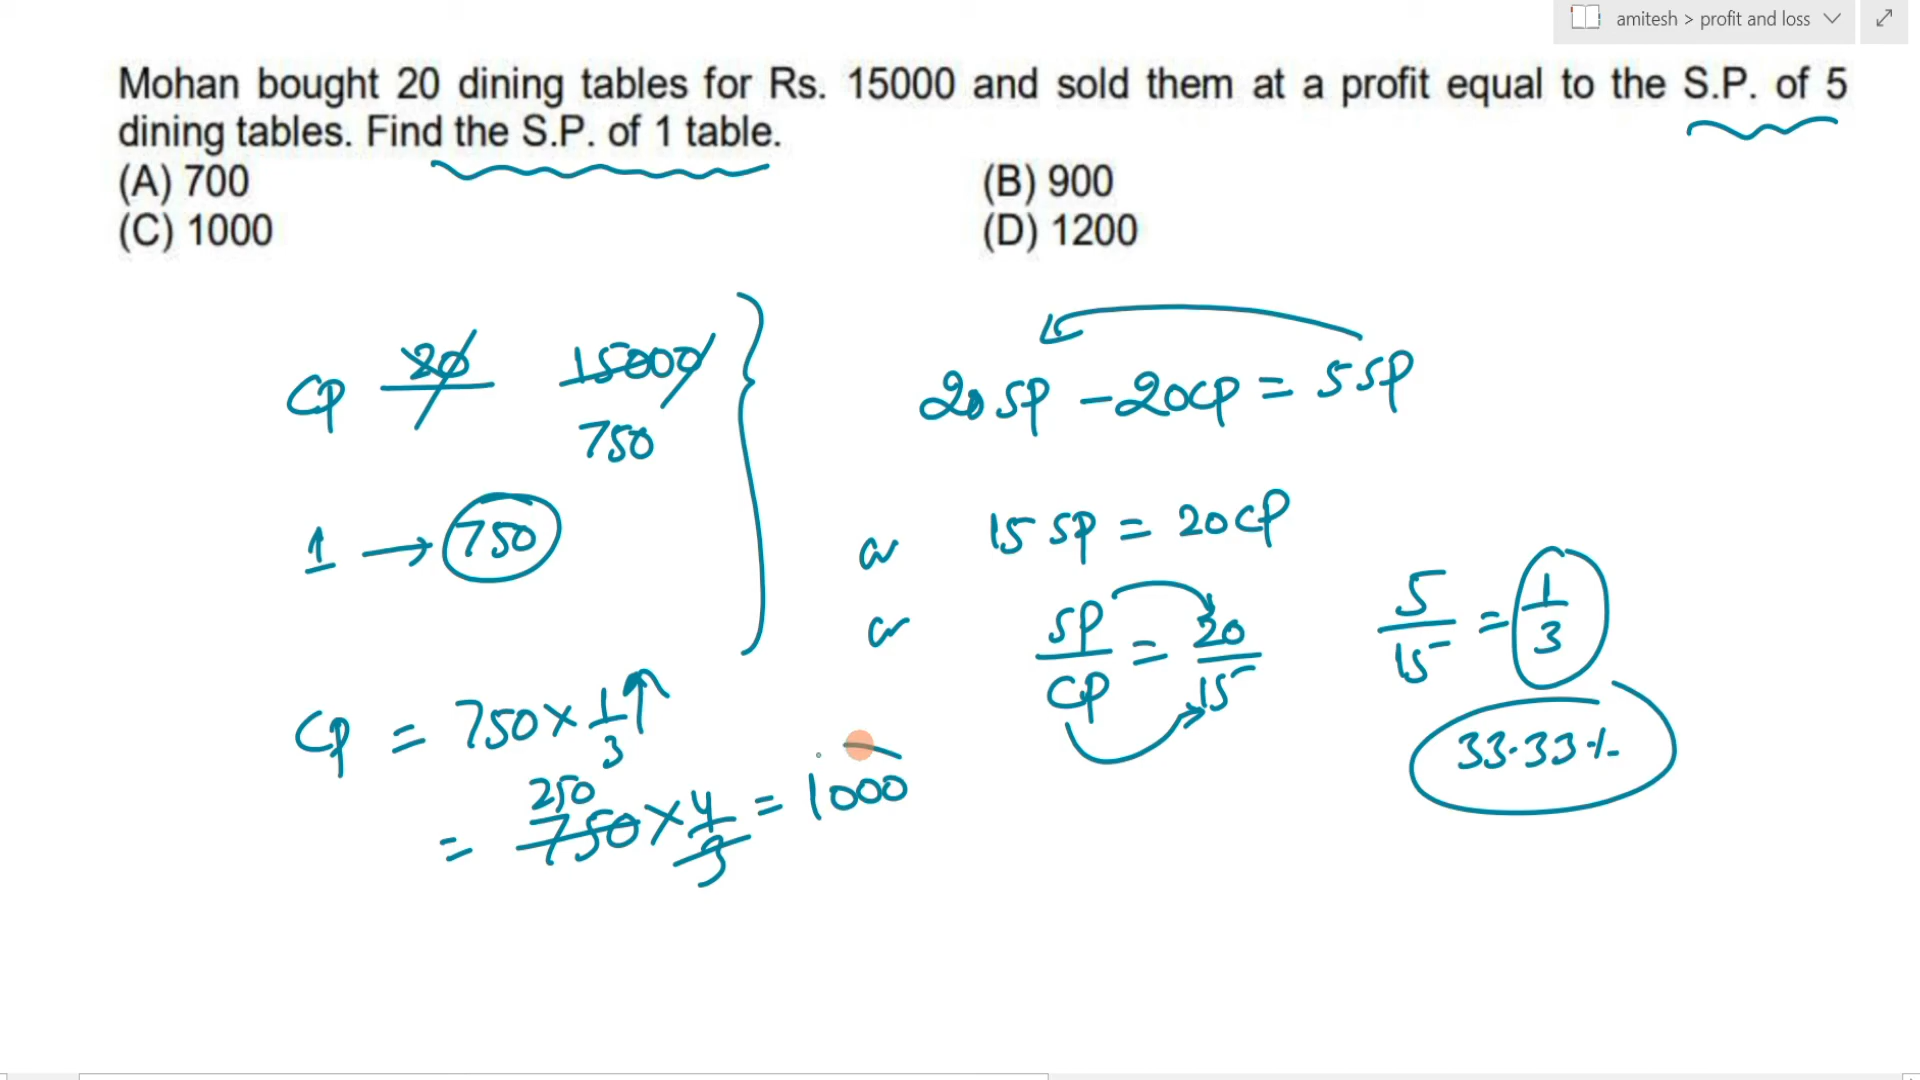 amitesh > profit and loss
Mohan bought 20 dining tables for Rs. 15000 and sold them at a profit equal to the S.P. of 5
dining tables. Find the S.P. of 1 table.
(A) 700 (B) 900
(C) 1000 (D) 1200
CP 20 15000
750
1 → 750
CP = 750 × 1/3 ↑
250
= 750 × 4/3 = 1000
20 SP - 20CP = 5 SP
or 15 SP = 20 CP
or SP/CP = 20/15
5/15 = 1/3
33.33%